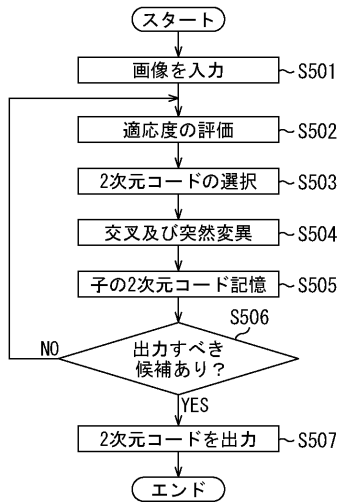 スタート
画像を入力 ~S501
適応度の評価 ~S502
2次元コードの選択 ~S503
交叉及び突然変異 ~S504
子の2次元コード記憶 ~S505
S506
NO
出力すべき
候補あり?
YES
2次元コードを出力 ~S507
エンド